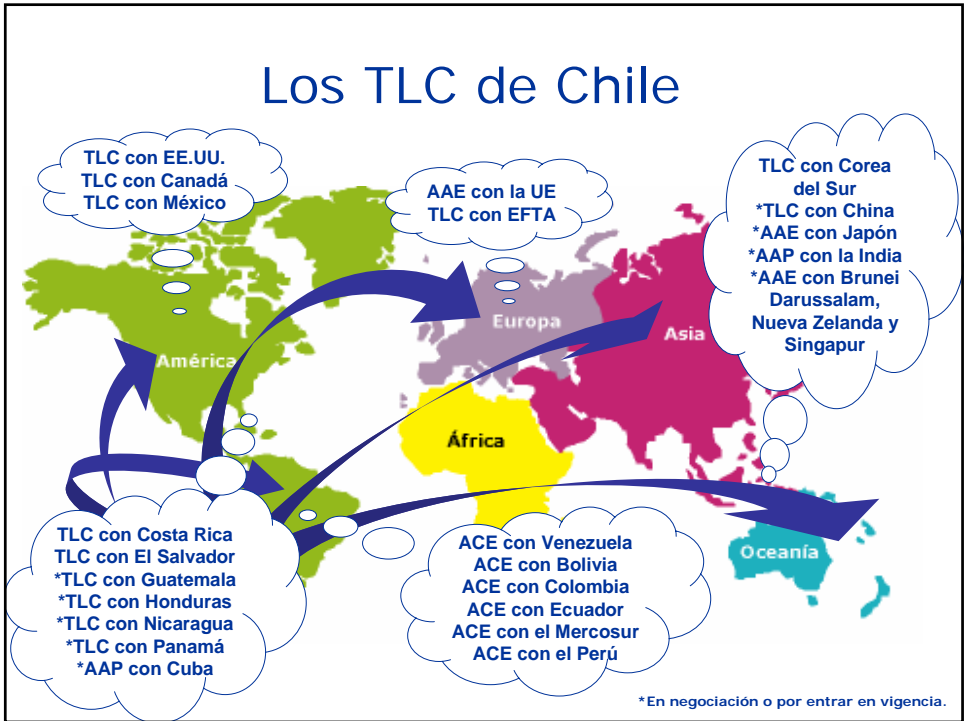 Los TLC de Chile
TLC con EE.UU.
TLC con Canadá
TLC con México
AAE con la UE
TLC con EFTA
TLC con Corea
del Sur
*TLC con China
*AAE con Japón
*AAP con la India
*AAE con Brunei
Darussalam,
Nueva Zelanda y
Singapur
América
Europa
Asia
África
Oceanía
TLC con Costa Rica
TLC con El Salvador
*TLC con Guatemala
*TLC con Honduras
*TLC con Nicaragua
*TLC con Panamá
*AAP con Cuba
ACE con Venezuela
ACE con Bolivia
ACE con Colombia
ACE con Ecuador
ACE con el Mercosur
ACE con el Perú
*En negociación o por entrar en vigencia.